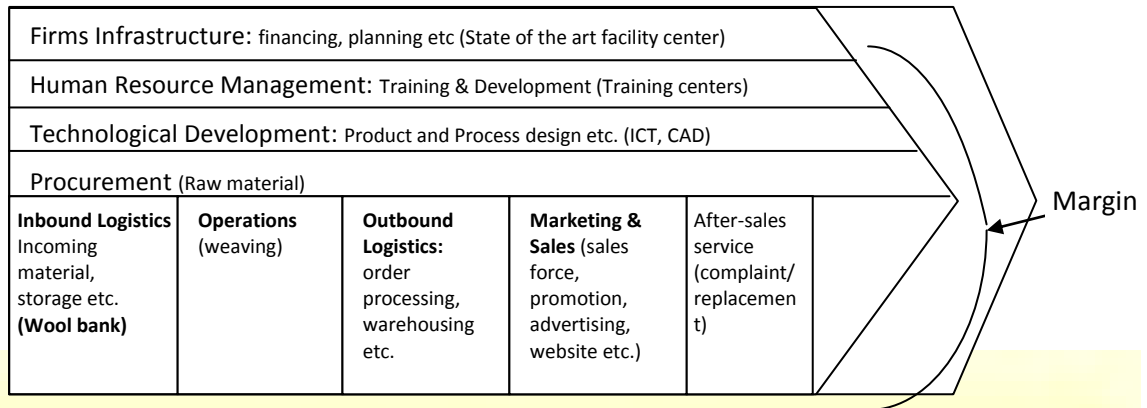 Firms Infrastructure: financing, planning etc (State of the art facility center)
Human Resource Management: Training & Development (Training centers)
Technological Development: Product and Process design etc. (ICT, CAD)
Procurement (Raw material)
Inbound Logistics
Incoming
material,
storage etc.
(Wool bank)
Operations
(weaving)
Outbound
Logistics:
order
processing,
warehousing
etc.
Marketing &
Sales (sales
force,
promotion,
advertising,
website etc.)
After-sales
service
(complaint/
replacemen
t)
Margin